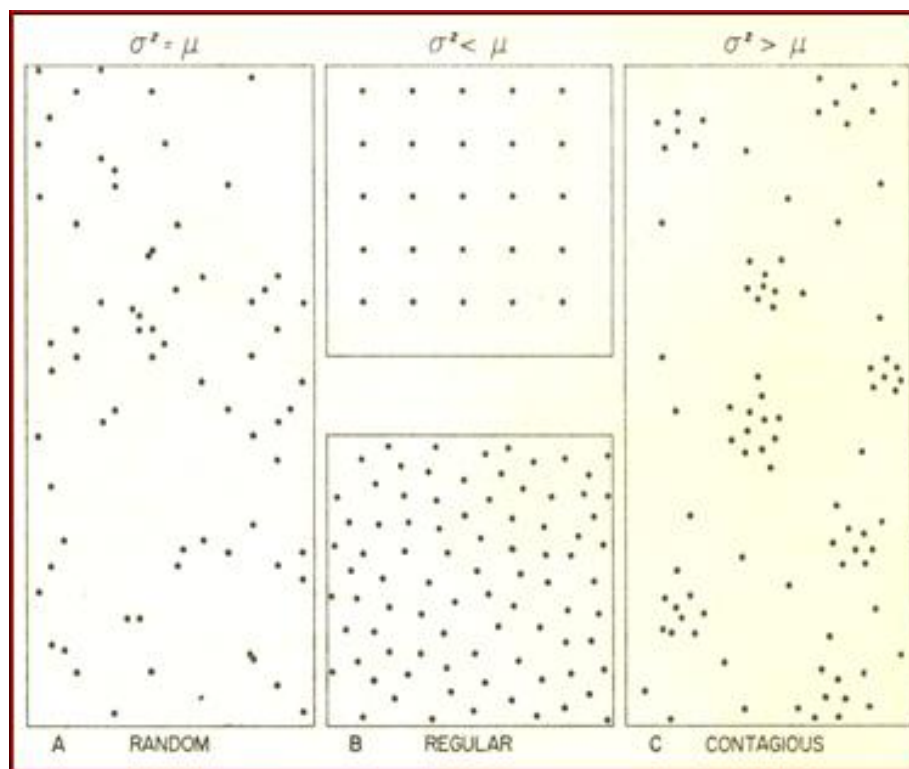 σ² = μ
σ² < μ
σ² > μ
A RANDOM
B REGULAR
C CONTAGIOUS